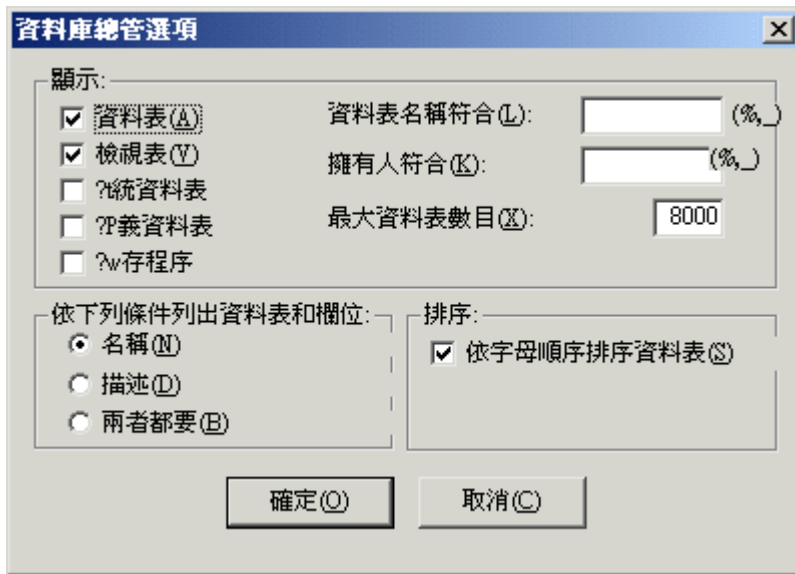 資料庫總管選項
顯示:
資料表(A)
檢視表(V)
?t統資料表
?P義資料表
?w存程序
資料表名稱符合(L):
(%,_)
擁有人符合(K):
(%,_)
最大資料表數目(X):
8000
依下列條件列出資料表和欄位:
名稱(N)
描述(D)
兩者都要(B)
排序:
依字母順序排序資料表(S)
確定(O)
取消(C)